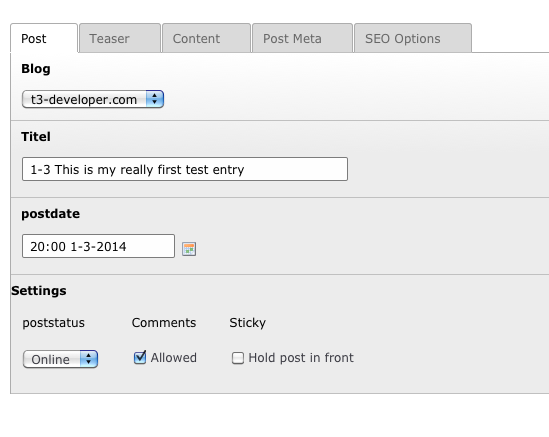 Post Teaser Content Post Meta SEO Options
Blog
t3-developer.com
Titel
1-3 This is my really first test entry
postdate
20:00 1-3-2014
Settings
poststatus Comments Sticky
Online Allowed Hold post in front